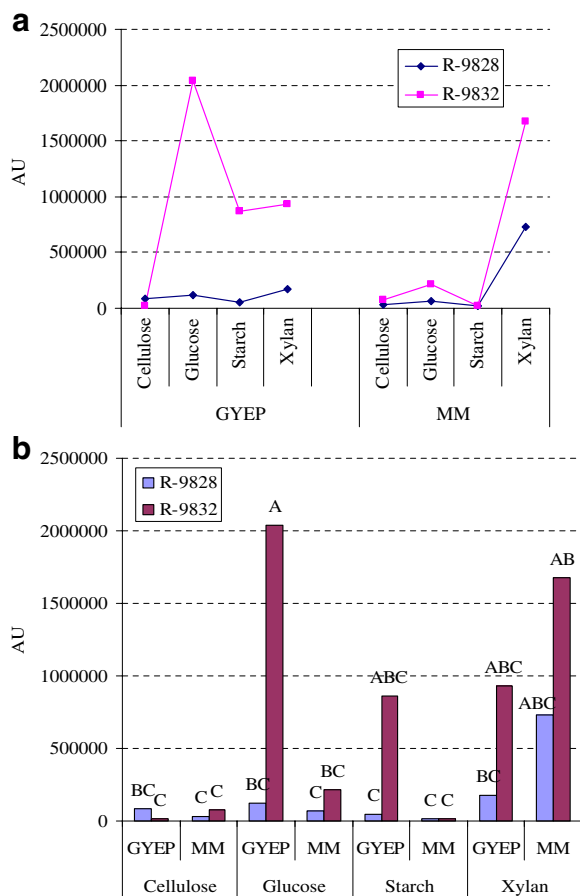 a
2500000
2000000
1500000
1000000
500000
0
AU
R-9828
R-9832
Cellulose Glucose Starch Xylan Cellulose Glucose Starch Xylan
GYEP MM
b
2500000
2000000
1500000
1000000
500000
0
AU
R-9828
R-9832
A
AB
ABC ABC
ABC
BC C C C BC C BC C C C BC
GYEP MM GYEP MM GYEP MM GYEP MM
Cellulose Glucose Starch Xylan